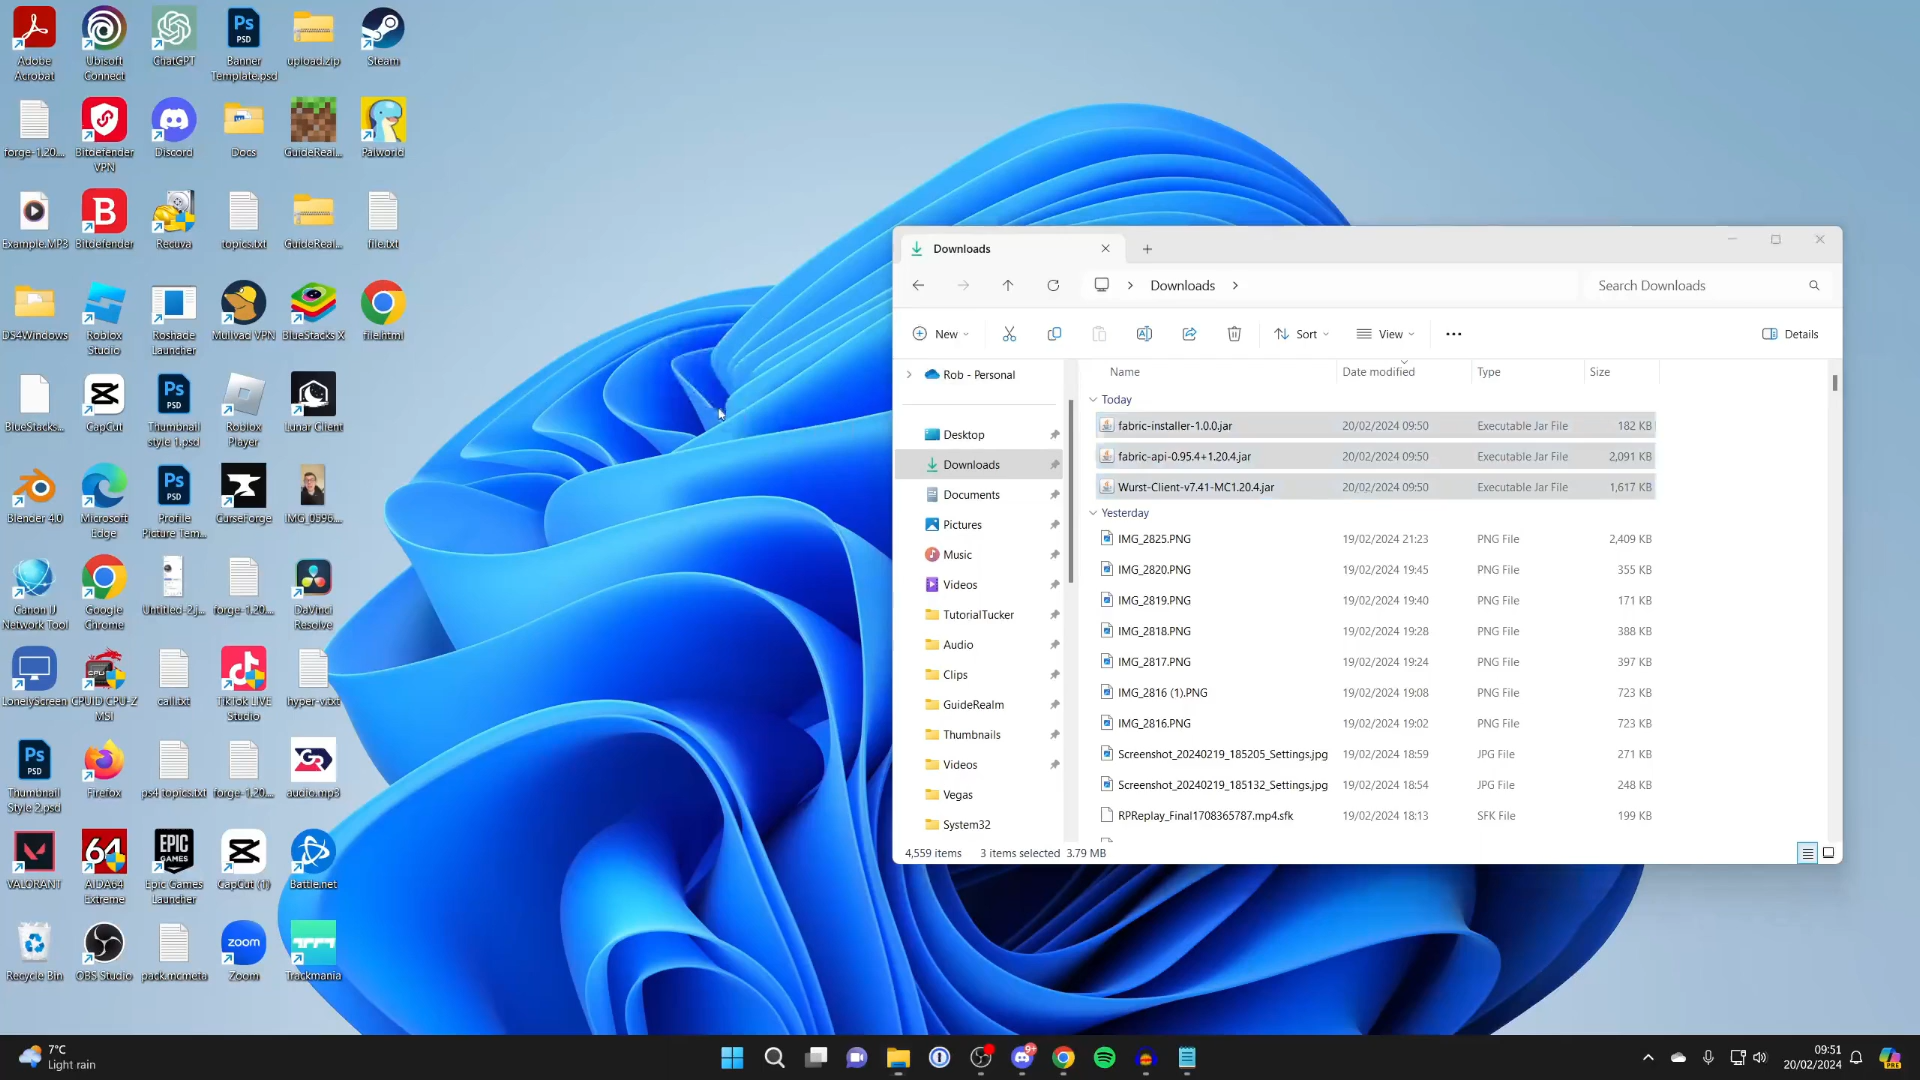 Adobe Acrobat
Ubisoft Connect
ChatGPT
Banner Template.psd
upload.zip
Steam
forge-1.20...
Bitdefender VPN
Discord
Docs
GuideReal...
Palworld
Example.MP3
Bitdefender
Recuva
topics.txt
GuideReal...
file.txt
DS4Windows
Roblox Studio
Roshade Launcher
Mullvad VPN
BlueStacks X
file.html
BlueStacks...
CapCut
Thumbnail style 1.psd
Roblox Player
Lunar Client
Blender 4.0
Microsoft Edge
Profile Picture Tem...
CurseForge
IMG_0596...
Canon IJ Network Tool
Google Chrome
Untitled-2.j...
forge-1.20...
DaVinci Resolve
LonelyScreen
CPUID CPU-Z MSI
call.txt
TikTok LIVE Studio
hyper-v.txt
Thumbnail Style 2.psd
Firefox
ps4 topics.txt
forge-1.20...
audio.mp3
VALORANT
AIDA64 Extreme
Epic Games Launcher
CapCut (1)
Battle.net
Recycle Bin
OBS Studio
pack.mcmeta
Zoom
Trackmania
Downloads
Downloads
Search Downloads
New
Sort
View
Details
Rob - Personal
Desktop
Downloads
Documents
Pictures
Music
Videos
TutorialTucker
Audio
Clips
GuideRealm
Thumbnails
Videos
Vegas
System32
Name Date modified Type Size
Today
fabric-installer-1.0.0.jar 20/02/2024 09:50 Executable Jar File 182 KB
fabric-api-0.95.4+1.20.4.jar 20/02/2024 09:50 Executable Jar File 2,091 KB
Wurst-Client-v7.41-MC1.20.4.jar 20/02/2024 09:50 Executable Jar File 1,617 KB
Yesterday
IMG_2825.PNG 19/02/2024 21:23 PNG File 2,409 KB
IMG_2820.PNG 19/02/2024 19:45 PNG File 355 KB
IMG_2819.PNG 19/02/2024 19:40 PNG File 171 KB
IMG_2818.PNG 19/02/2024 19:28 PNG File 388 KB
IMG_2817.PNG 19/02/2024 19:24 PNG File 397 KB
IMG_2816 (1).PNG 19/02/2024 19:08 PNG File 723 KB
IMG_2816.PNG 19/02/2024 19:02 PNG File 723 KB
Screenshot_20240219_185205_Settings.jpg 19/02/2024 18:59 JPG File 271 KB
Screenshot_20240219_185132_Settings.jpg 19/02/2024 18:54 JPG File 248 KB
RPReplay_Final1708365787.mp4.sfk 19/02/2024 18:13 SFK File 199 KB
4,559 items 3 items selected 3.79 MB
7°C
Light rain
9+
09:51
20/02/2024